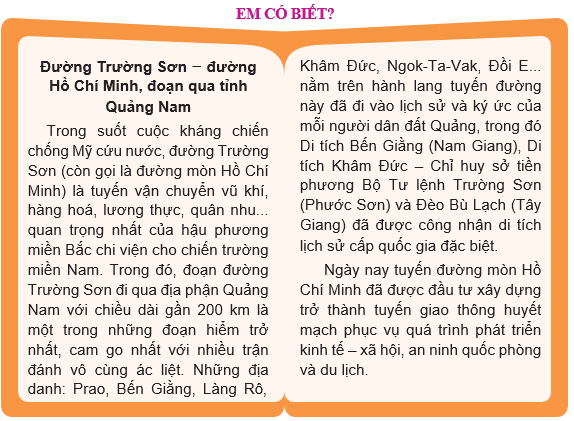 EM CÓ BIẾT?
Đường Trường Sơn – đường
Hồ Chí Minh, đoạn qua tỉnh
Quảng Nam
Trong suốt cuộc kháng chiến
chống Mỹ cứu nước, đường Trường
Sơn (còn gọi là đường mòn Hồ Chí
Minh) là tuyến vận chuyển vũ khí,
hàng hoá, lương thực, quân nhu...
quan trọng nhất của hậu phương
miền Bắc chi viện cho chiến trường
miền Nam. Trong đó, đoạn đường
Trường Sơn đi qua địa phận Quảng
Nam với chiều dài gần 200 km là
một trong những đoạn hiểm trở
nhất, cam go nhất với nhiều trận
đánh vô cùng ác liệt. Những địa
danh: Prao, Bến Giằng, Làng Rô,
Khâm Đức, Ngok-Ta-Vak, Đồi E...
nằm trên hành lang tuyến đường
này đã đi vào lịch sử và ký ức của
mỗi người dân đất Quảng, trong đó
Di tích Bến Giằng (Nam Giang), Di
tích Khâm Đức – Chỉ huy sở tiền
phương Bộ Tư lệnh Trường Sơn
(Phước Sơn) và Đèo Bù Lạch (Tây
Giang) đã được công nhận di tích
lịch sử cấp quốc gia đặc biệt.
Ngày nay tuyến đường mòn Hồ
Chí Minh đã được đầu tư xây dựng
trở thành tuyến giao thông huyết
mạch phục vụ quá trình phát triển
kinh tế – xã hội, an ninh quốc phòng
và du lịch.